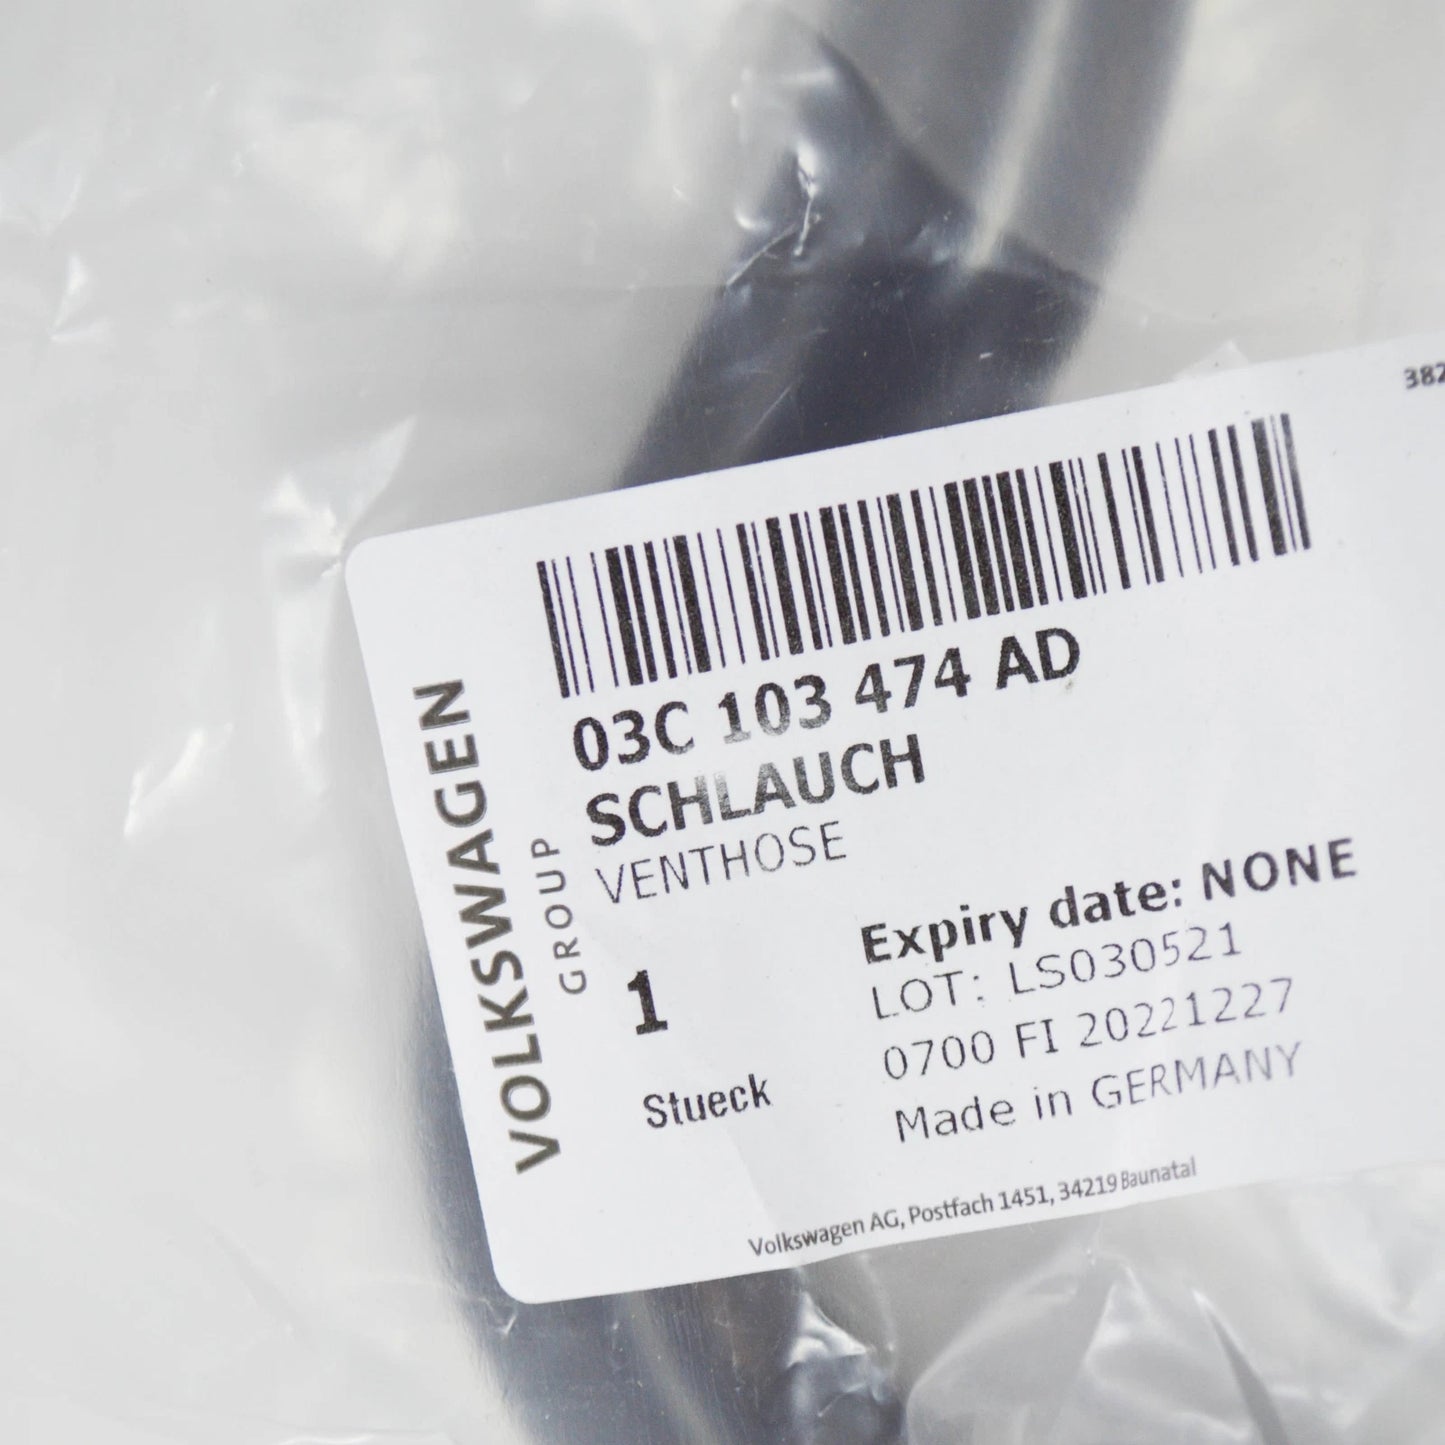 382
03C 103 474 AD
SCHLAUCH
VENTHOSE
VOLKSWAGEN
GROUP
1
Stueck
Expiry date: NONE
LOT: LS030521
0700 FI 20221227
Made in GERMANY
Volkswagen AG, Postfach 1451, 34219 Baunatal